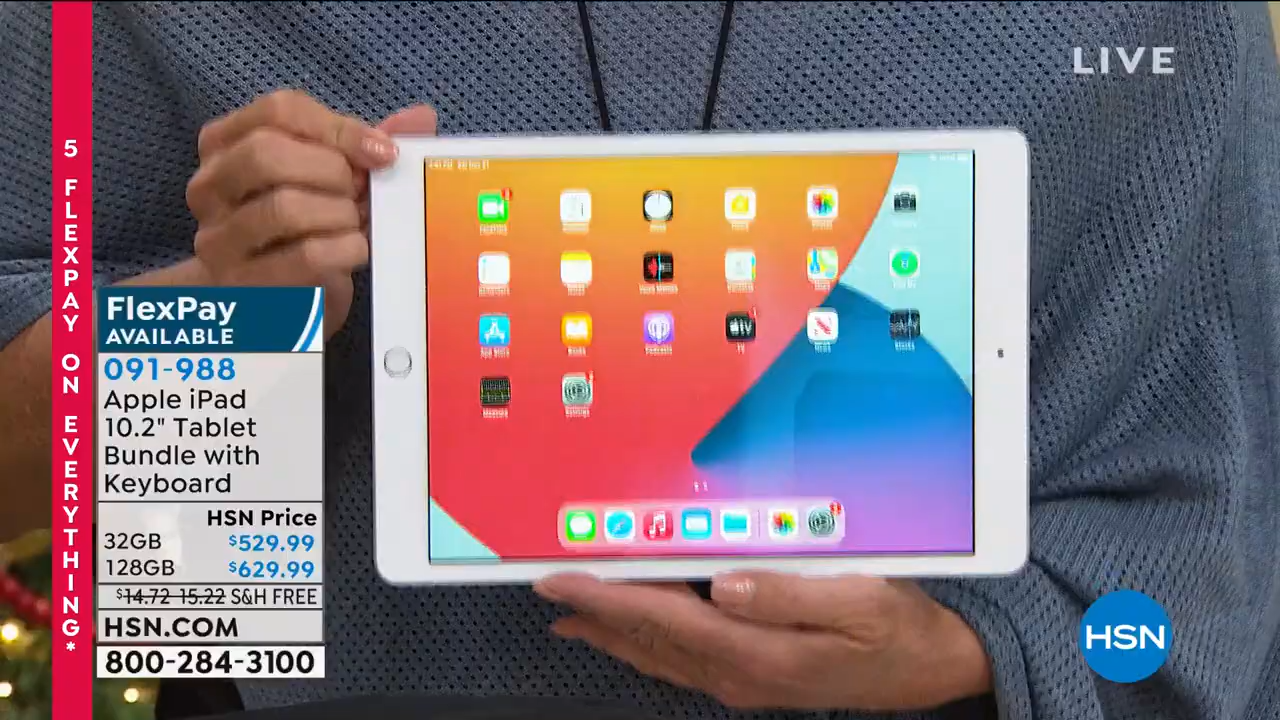 LIVE
5 FLEXPAY ON EVERYTHING*
FlexPay
AVAILABLE
091-988
Apple iPad
10.2" Tablet
Bundle with
Keyboard
HSN Price
32GB $529.99
128GB $629.99
$14.72-15.22 S&H FREE
HSN.COM
800-284-3100
HSN